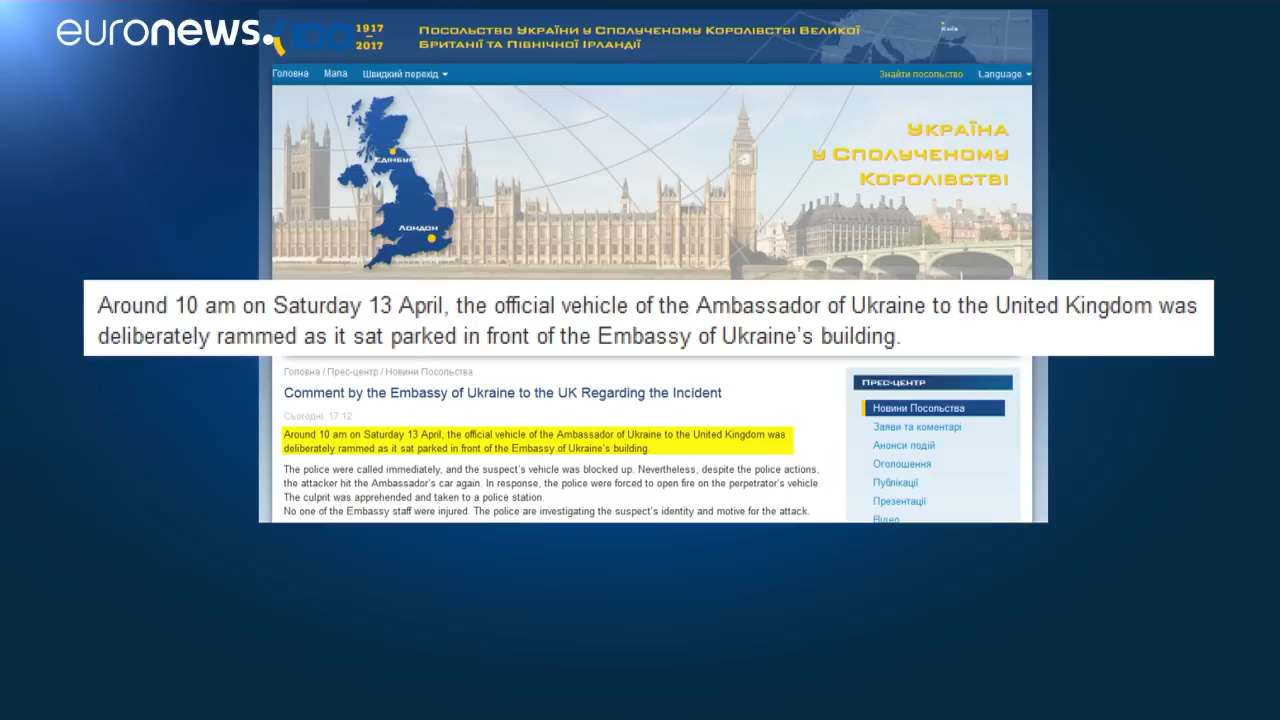 euronews.
100
1917
–
2017
Посольство України у Сполученому Королівстві Великої
Британії та Північної Ірландії
Київ
Головна Мапа Швидкий перехід Знайти посольство Language
Единбург
Лондон
Україна
у Сполученому
Королівстві
Around 10 am on Saturday 13 April, the official vehicle of the Ambassador of Ukraine to the United Kingdom was
deliberately rammed as it sat parked in front of the Embassy of Ukraine's building.
Головна / Прес-центр / Новини Посольства
Comment by the Embassy of Ukraine to the UK Regarding the Incident
Сьогодні, 17:12
Around 10 am on Saturday 13 April, the official vehicle of the Ambassador of Ukraine to the United Kingdom was
deliberately rammed as it sat parked in front of the Embassy of Ukraine's building.
The police were called immediately, and the suspect's vehicle was blocked up. Nevertheless, despite the police actions,
the attacker hit the Ambassador's car again. In response, the police were forced to open fire on the perpetrator's vehicle.
The culprit was apprehended and taken to a police station.
No one of the Embassy staff were injured. The police are investigating the suspect's identity and motive for the attack.
Прес-центр
Новини Посольства
Заяви та коментарі
Анонси подій
Оголошення
Публікації
Презентації
Відео